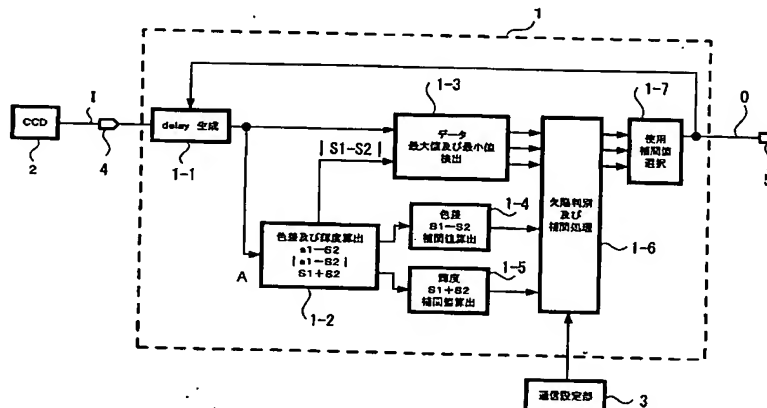 1
CCD
2
I
4
delay 生成
1-1
1-3
データ
最大値及び最小値
検出
| S1-S2 |
色差及び輝度算出
s1-S2
|s1-S2|
S1+S2
A
1-2
1-4
色差
S1-S2
補間値算出
1-5
輝度
S1+S2
補間値算出
欠陥判別
及び
補間処理
1-6
1-7
使用
補間値
選択
O
5
通信設定部
3